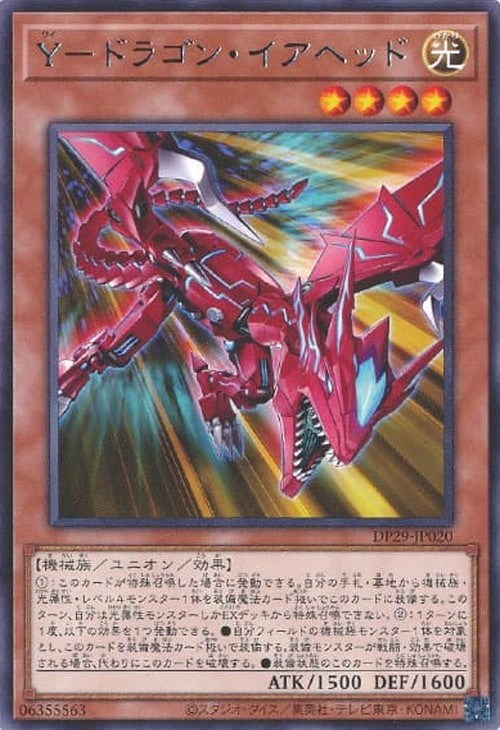 Y－ドラゴン・イアヘッド
ワイ
光
DP29-JP020
【機械族／ユニオン／効果】
①：このカードが特殊召喚した場合に発動できる。自分の手札・墓地から機械族・
光属性・レベル4モンスター1体を装備魔法カード扱いでこのカードに装備する。この
ターン、自分は光属性モンスターしかEXデッキから特殊召喚できない。②：1ターンに
1度、以下の効果を1つ発動できる。●自分フィールドの機械族モンスター1体を対象
とし、このカードを装備魔法カード扱いで装備する。装備モンスターが戦闘・効果で破壊
される場合、代わりにこのカードを破壊する。●装備状態のこのカードを特殊召喚する。
ATK/1500 DEF/1600
06355563
©スタジオ・ダイス／集英社・テレビ東京・KONAMI